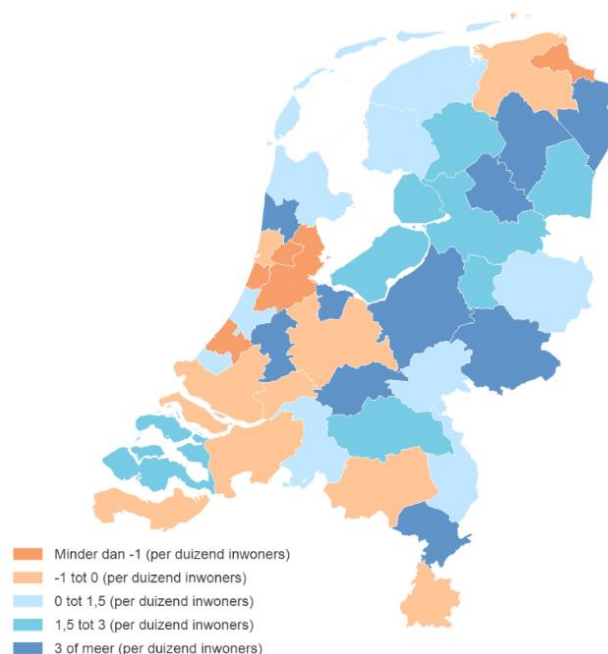 Minder dan -1 (per duizend inwoners)
-1 tot 0 (per duizend inwoners)
0 tot 1,5 (per duizend inwoners)
1,5 tot 3 (per duizend inwoners)
3 of meer (per duizend inwoners)